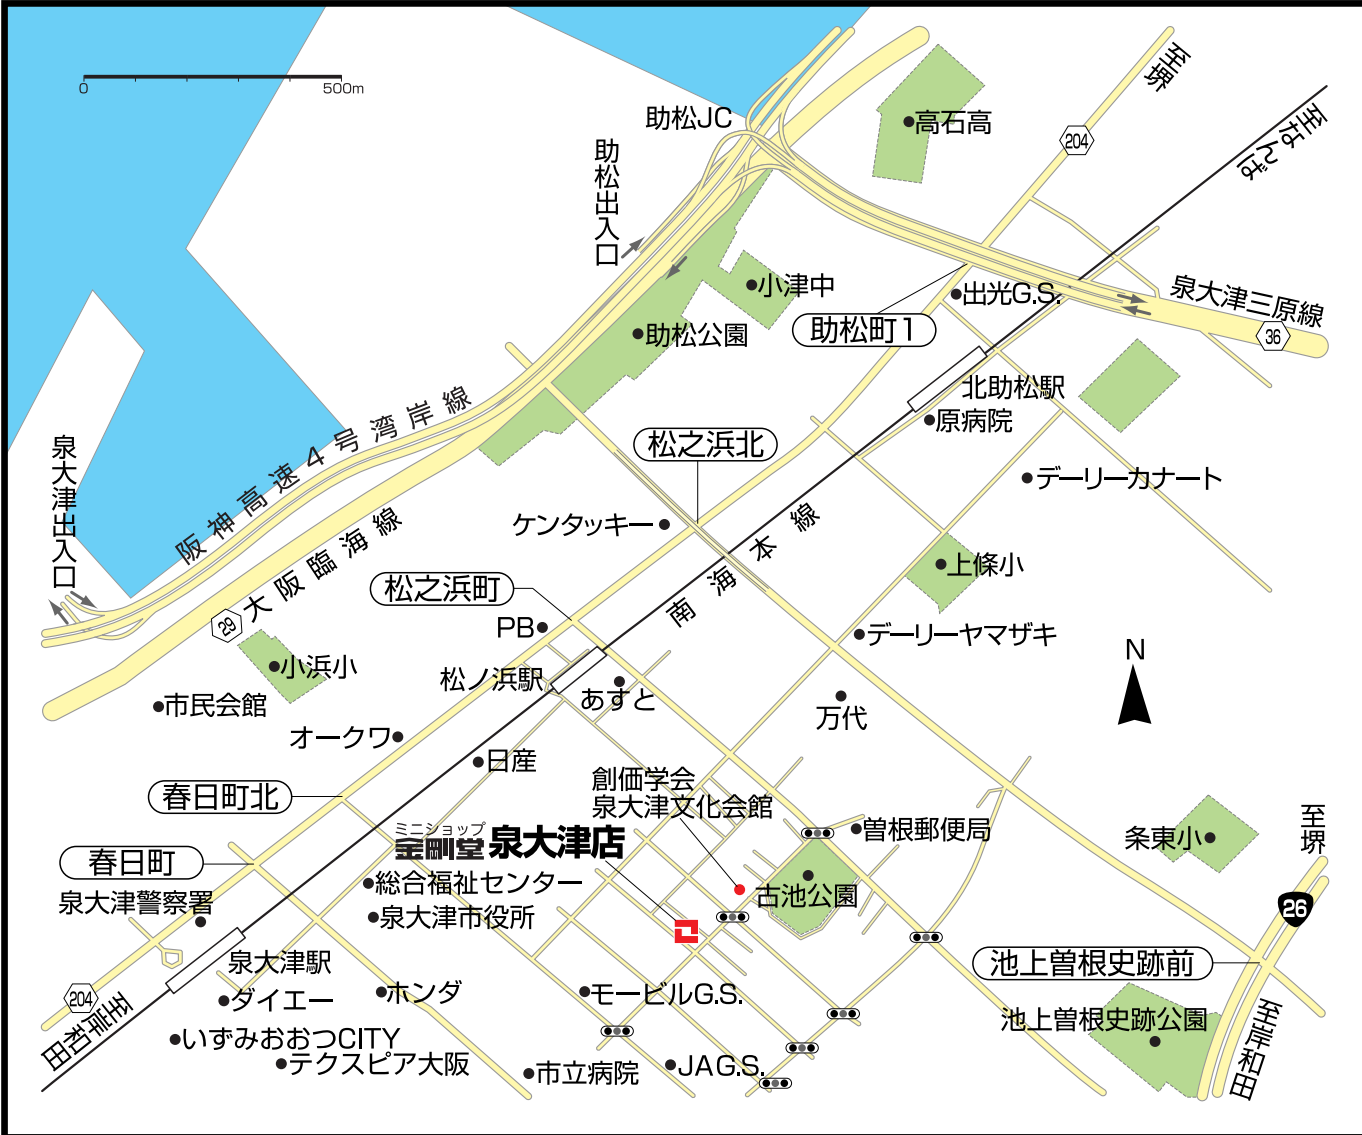 0
500m
助松JC
高石高
至堺
204
至なんば
助松出入口
小津中
出光G.S.
泉大津三原線
36
助松公園
助松町1
北助松駅
原病院
阪神高速4号湾岸線
松之浜北
デーリーカナート
泉大津出入口
大阪臨海線
29
ケンタッキー
南海本線
上條小
松之浜町
PB
デーリーヤマザキ
N
小浜小
松ノ浜駅
あすと
市民会館
万代
オークワ
日産
創価学会
泉大津文化会館
春日町北
ミニショップ
金剛堂 泉大津店
曽根郵便局
条東小
至堺
春日町
総合福祉センター
古池公園
泉大津警察署
泉大津市役所
26
泉大津駅
池上曽根史跡前
204
至岸和田
ダイエー
ホンダ
モービルG.S.
池上曽根史跡公園
至岸和田
いずみおおつCITY
テクスピア大阪
市立病院
JAG.S.